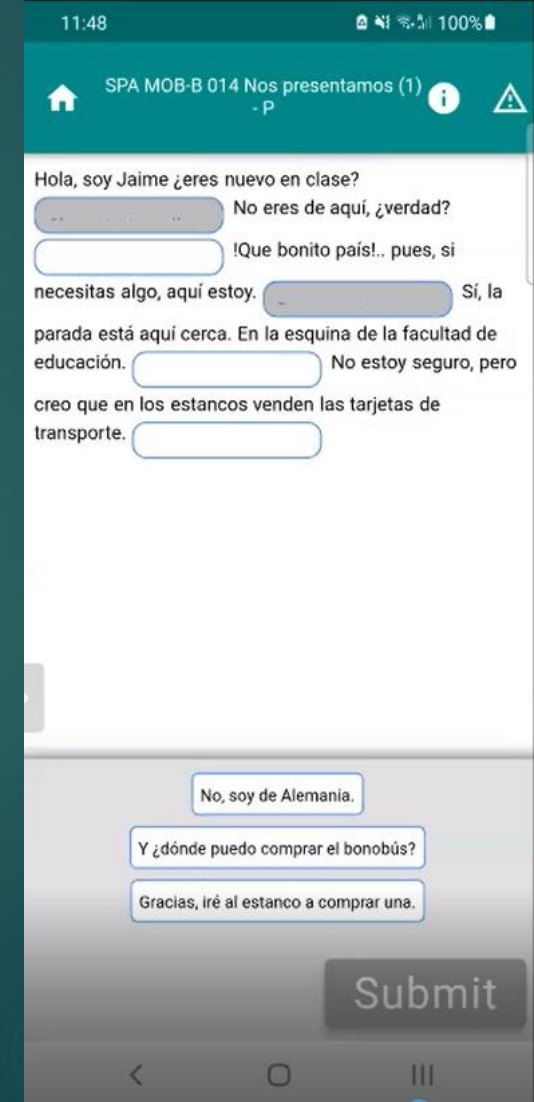 11:48 100%
SPA MOB-B 014 Nos presentamos (1)
- P
Hola, soy Jaime ¿eres nuevo en clase?
No eres de aquí, ¿verdad?
!Que bonito país!.. pues, si
necesitas algo, aquí estoy. Sí, la
parada está aquí cerca. En la esquina de la facultad de
educación. No estoy seguro, pero
creo que en los estancos venden las tarjetas de
transporte.
No, soy de Alemania.
Y ¿dónde puedo comprar el bonobús?
Gracias, iré al estanco a comprar una.
Submit